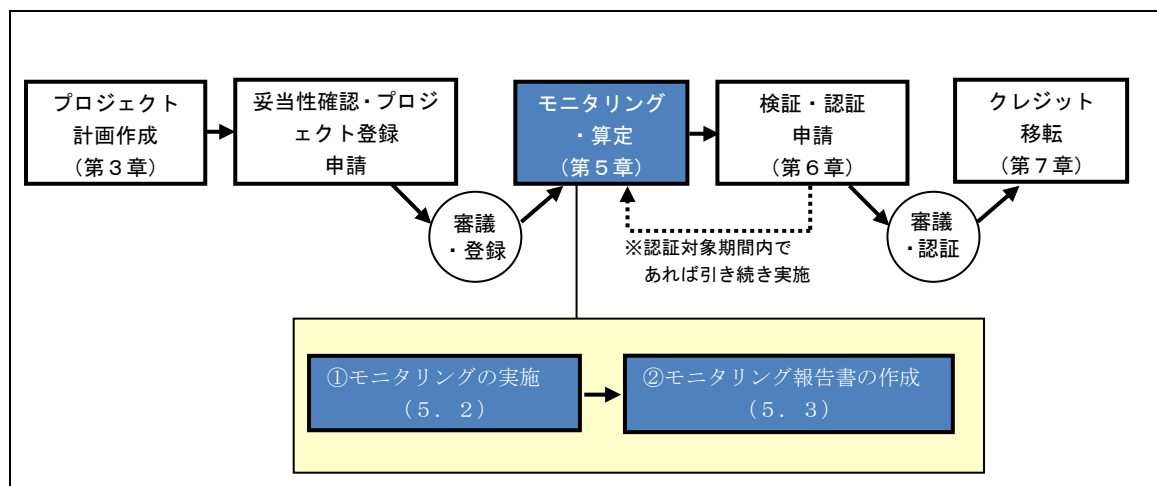 プロジェクト
計画作成
(第3章)
妥当性確認・プロジ
ェクト登録
申請
審議
・登録
モニタリング
・算定
(第5章)
検証・認証
申請
(第6章)
審議
・認証
クレジット
移転
(第7章)
※認証対象期間内で
あれば引き続き実施
①モニタリングの実施
(5.2)
②モニタリング報告書の作成
(5.3)